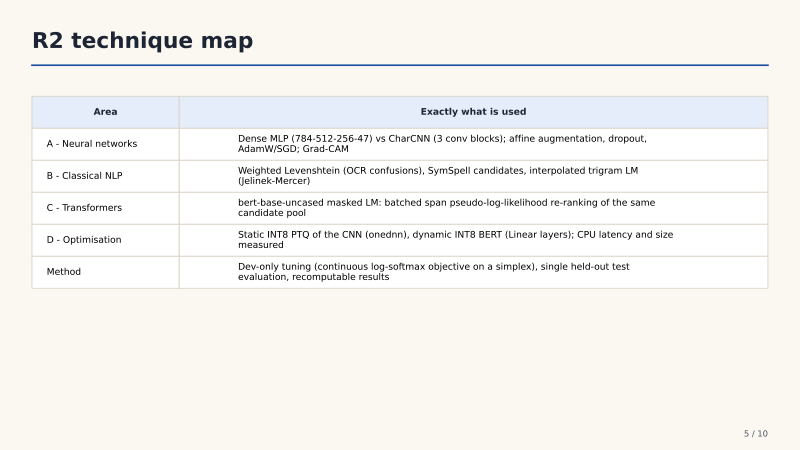 R2 technique map
Area
Exactly what is used
A - Neural networks
Dense MLP (784-512-256-47) vs CharCNN (3 conv blocks); affine augmentation, dropout,
AdamW/SGD; Grad-CAM
B - Classical NLP
Weighted Levenshtein (OCR confusions), SymSpell candidates, interpolated trigram LM
(Jelinek-Mercer)
C - Transformers
bert-base-uncased masked LM: batched span pseudo-log-likelihood re-ranking of the same
candidate pool
D - Optimisation
Static INT8 PTQ of the CNN (onednn), dynamic INT8 BERT (Linear layers); CPU latency and size
measured
Method
Dev-only tuning (continuous log-softmax objective on a simplex), single held-out test
evaluation, recomputable results
5 / 10